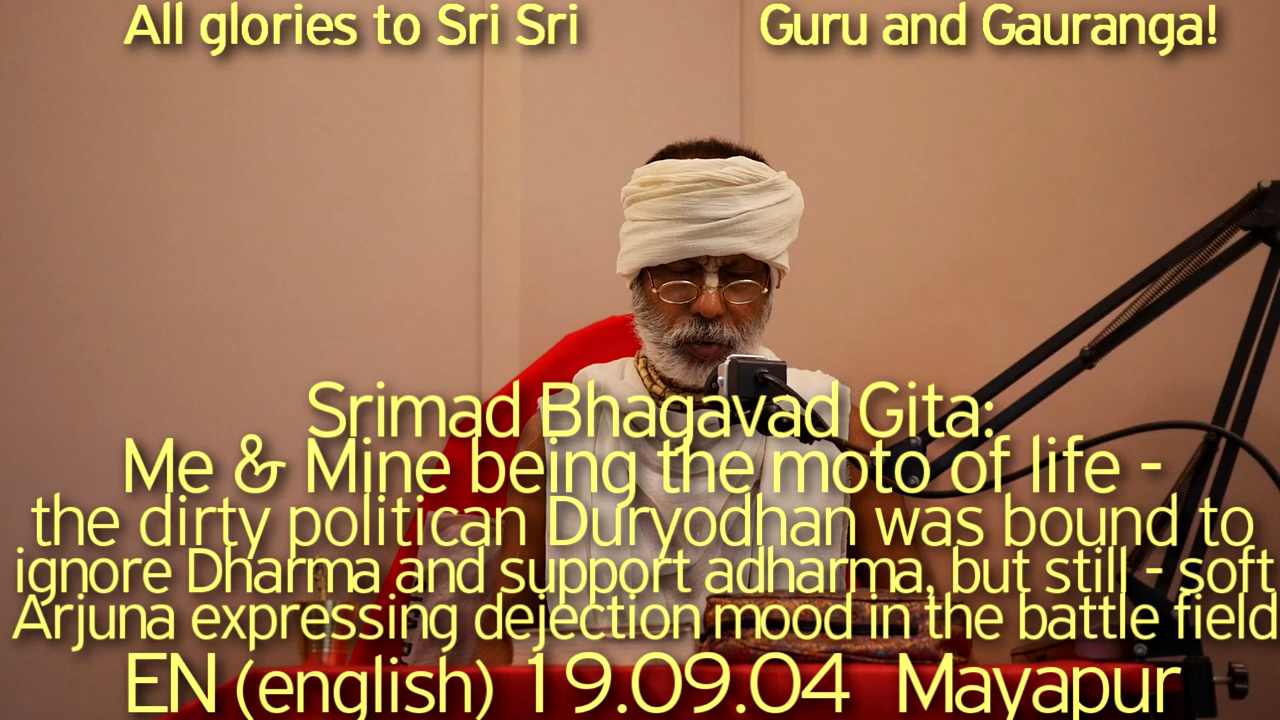 All glories to Sri Sri Guru and Gauranga!
Srimad Bhagavad Gita:
Me & Mine being the moto of life -
the dirty politican Duryodhan was bound to
ignore Dharma and support adharma, but still - soft
Arjuna expressing dejection mood in the battle field
EN (english) 19.09.04 Mayapur